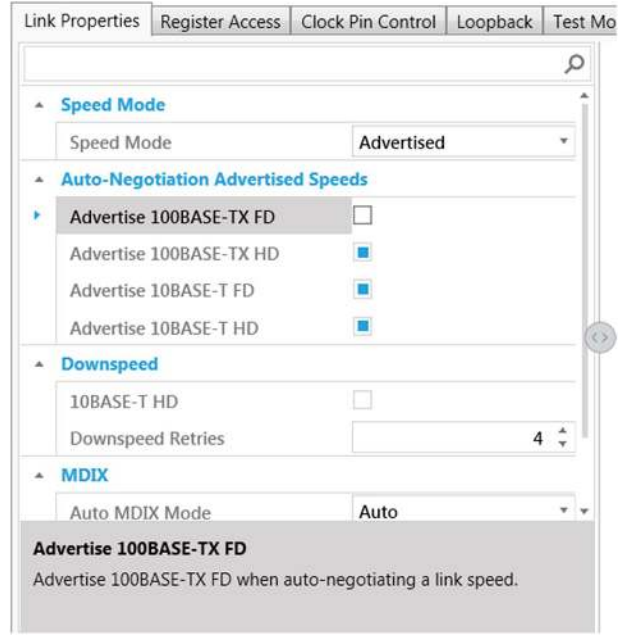 Link Properties Register Access Clock Pin Control Loopback Test Mo
Speed Mode
Speed Mode Advertised
Auto-Negotiation Advertised Speeds
Advertise 100BASE-TX FD
Advertise 100BASE-TX HD
Advertise 10BASE-T FD
Advertise 10BASE-T HD
Downspeed
10BASE-T HD
Downspeed Retries 4
MDIX
Auto MDIX Mode Auto
Advertise 100BASE-TX FD
Advertise 100BASE-TX FD when auto-negotiating a link speed.